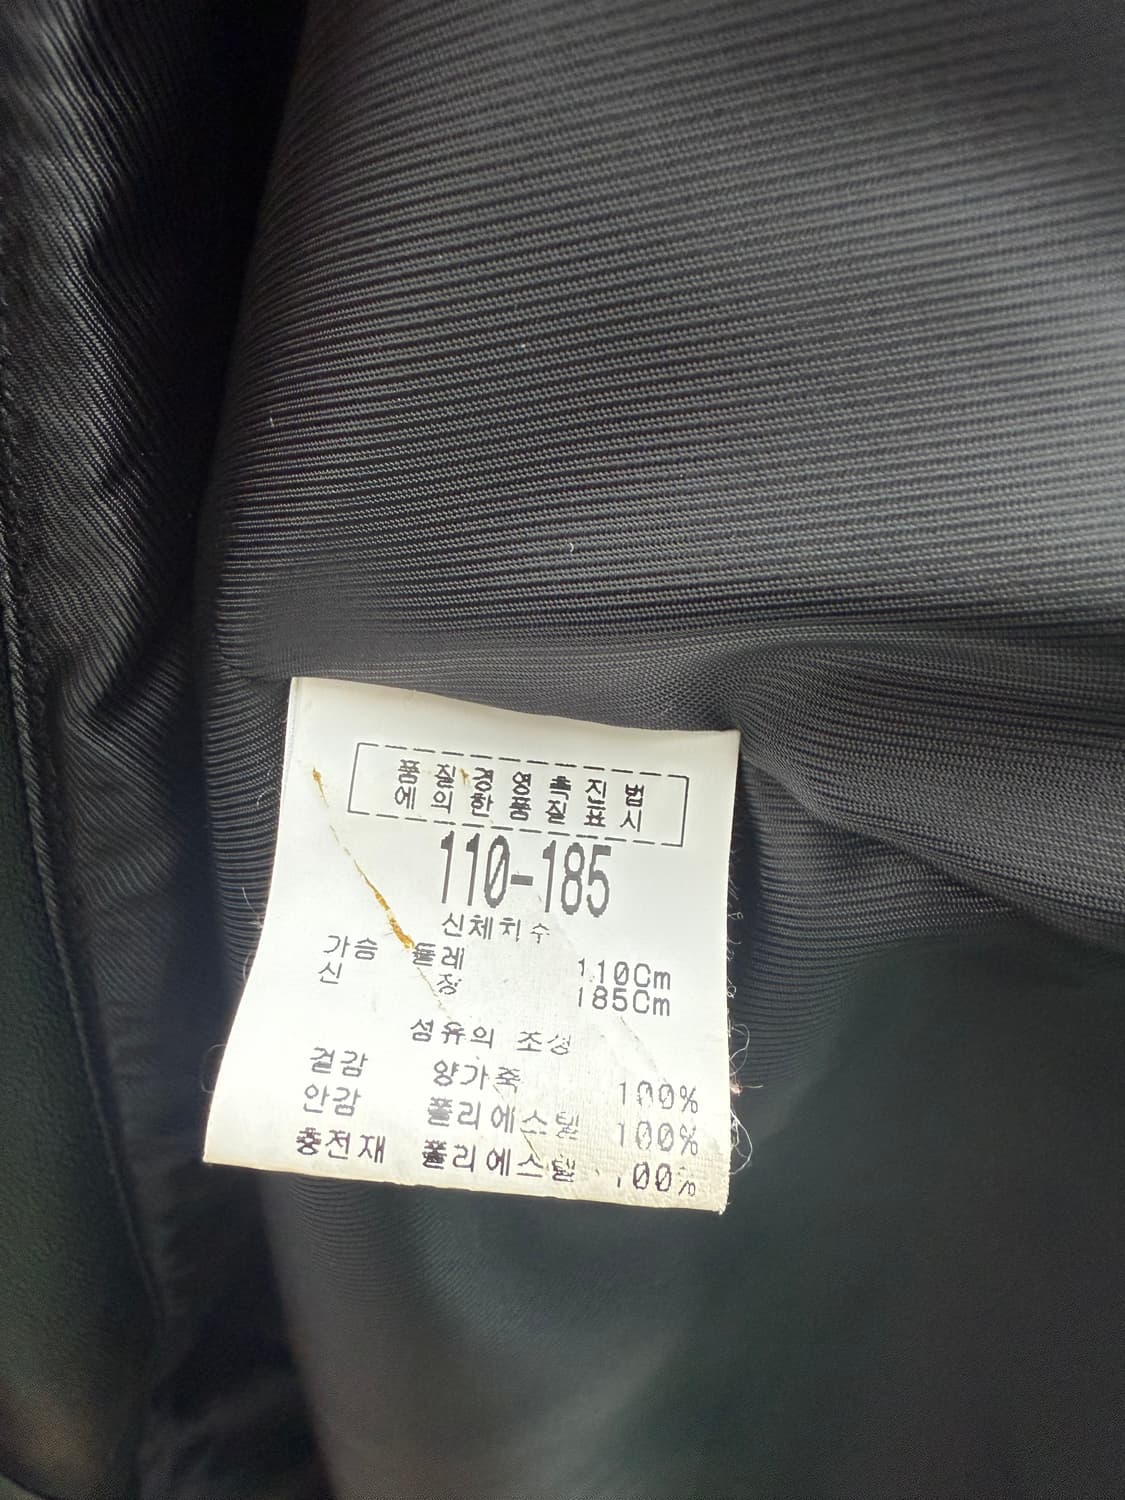 품질경영촉진법
에의한품질표시
110-185
신체치수
가슴 둘레 110Cm
신 장 185Cm
섬유의 조성
겉감 양가죽 100%
안감 폴리에스텔 100%
충전재 폴리에스텔 100%